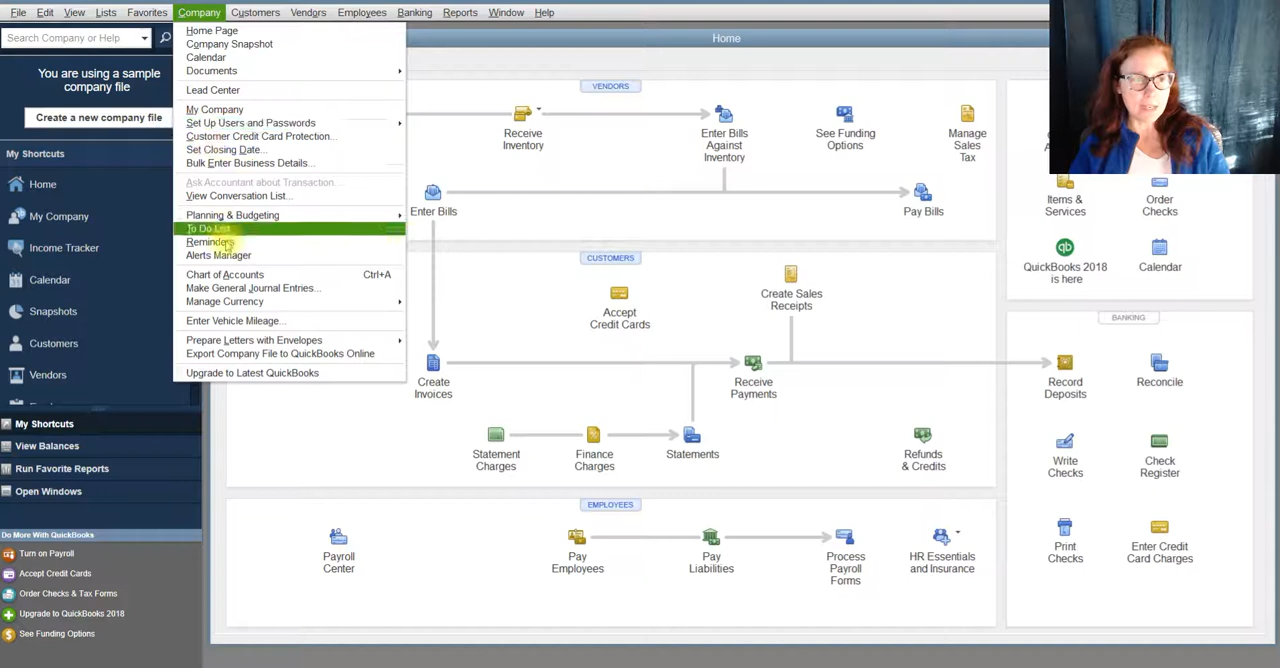 File Edit View Lists Favorites Company Customers Vendors Employees Banking Reports Window Help
Search Company or Help
You are using a sample
company file
Create a new company file
My Shortcuts
Home
My Company
Income Tracker
Calendar
Snapshots
Customers
Vendors
My Shortcuts
View Balances
Run Favorite Reports
Open Windows
Do More With QuickBooks
Turn on Payroll
Accept Credit Cards
Order Checks & Tax Forms
Upgrade to QuickBooks 2018
See Funding Options
Home Page
Company Snapshot
Calendar
Documents
Lead Center
My Company
Set Up Users and Passwords
Customer Credit Card Protection...
Set Closing Date...
Bulk Enter Business Details...
Ask Accountant about Transaction...
View Conversation List...
Planning & Budgeting
To Do List
Reminders
Alerts Manager
Chart of Accounts Ctrl+A
Make General Journal Entries...
Manage Currency
Enter Vehicle Mileage...
Prepare Letters with Envelopes
Export Company File to QuickBooks Online
Upgrade to Latest QuickBooks
Home
VENDORS
Receive
Inventory
Enter Bills
Against
Inventory
See Funding
Options
Manage
Sales
Tax
Enter Bills
Pay Bills
CUSTOMERS
Accept
Credit Cards
Create Sales
Receipts
Create
Invoices
Receive
Payments
Statement
Charges
Finance
Charges
Statements
Refunds
& Credits
EMPLOYEES
Payroll
Center
Pay
Employees
Pay
Liabilities
Process
Payroll
Forms
HR Essentials
and Insurance
Items &
Services
Order
Checks
qb
QuickBooks 2018
is here
Calendar
BANKING
Record
Deposits
Reconcile
Write
Checks
Check
Register
Print
Checks
Enter Credit
Card Charges